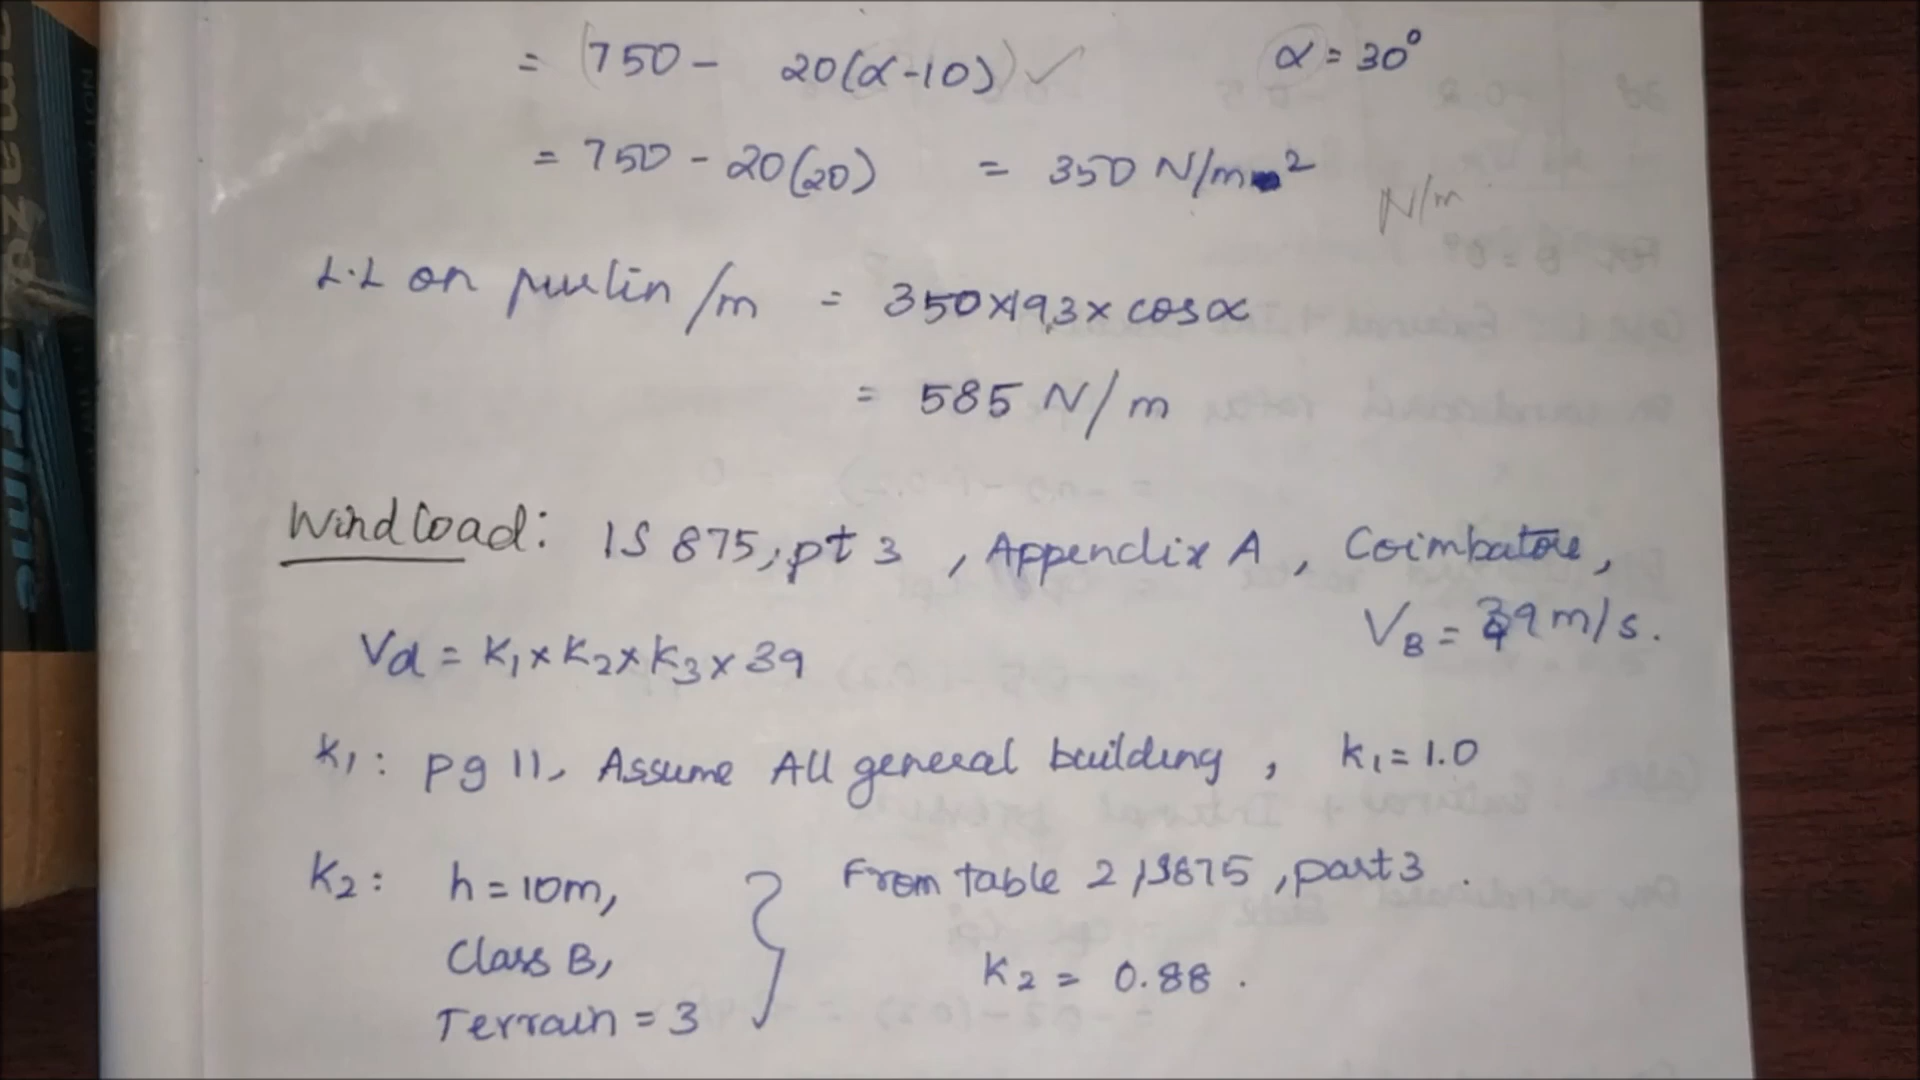 = (750 - 20(α-10) ✓ α = 30°
= 750 - 20(20) = 350 N/m²
N/m
L.L on purlin /m = 350×1.93× cosα
= 585 N/m
Wind load: IS 875, pt 3, Appendix A, Coimbatore,
V_B = 39 m/s.
Vd = K₁ × K₂ × K₃ × 39
K₁: pg 11, Assume All general building, k₁ = 1.0
K₂: h = 10m, } From table 2, IS875, part 3.
Class B,
K₂ = 0.88.
Terrain = 3
prime